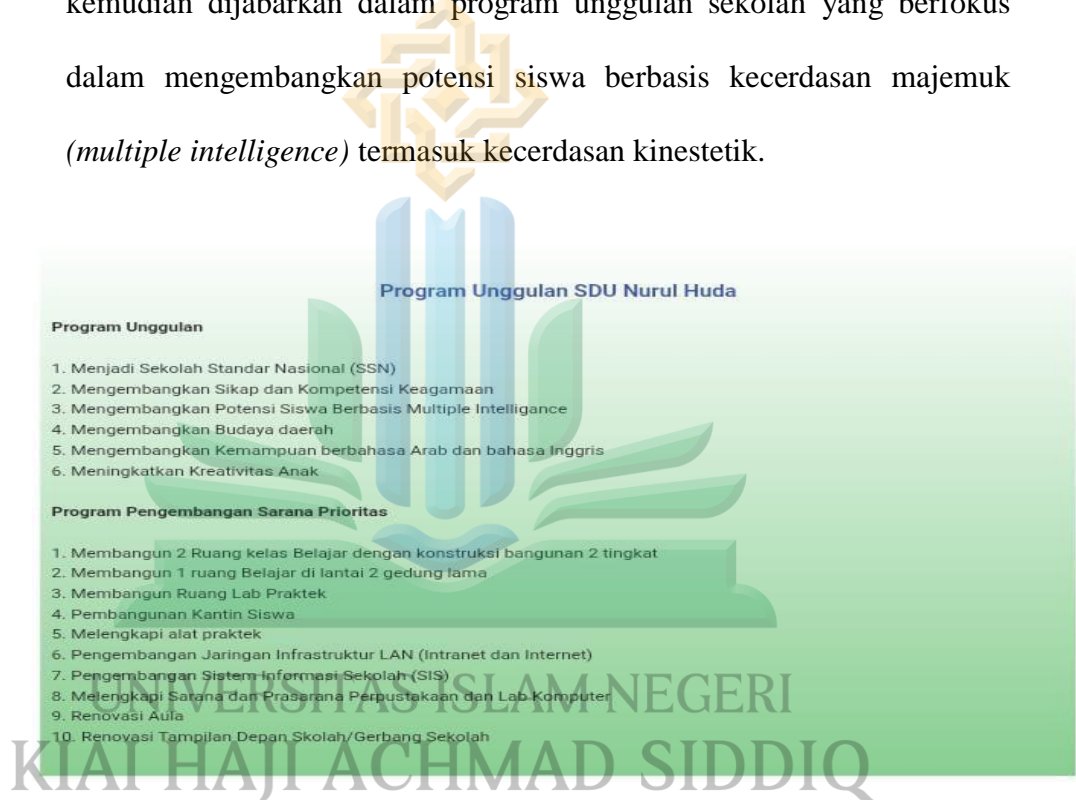 kemudian dijabarkan dalam program unggulan sekolah yang berfokus
dalam mengembangkan potensi siswa berbasis kecerdasan majemuk
(multiple intelligence) termasuk kecerdasan kinestetik.
Program Unggulan SDU Nurul Huda
Program Unggulan
1. Menjadi Sekolah Standar Nasional (SSN)
2. Mengembangkan Sikap dan Kompetensi Keagamaan
3. Mengembangkan Potensi Siswa Berbasis Multiple Intelligance
4. Mengembangkan Budaya daerah
5. Mengembangkan Kemampuan berbahasa Arab dan bahasa Inggris
6. Meningkatkan Kreativitas Anak
Program Pengembangan Sarana Prioritas
1. Membangun 2 Ruang kelas Belajar dengan konstruksi bangunan 2 tingkat
2. Membangun 1 ruang Belajar di lantai 2 gedung lama
3. Membangun Ruang Lab Praktek
4. Pembangunan Kantin Siswa
5. Melengkapi alat praktek
6. Pengembangan Jaringan Infrastruktur LAN (Intranet dan Internet)
7. Pengembangan Sistem Informasi Sekolah (SIS)
8. Melengkapi Sarana dan Prasarana Perpustakaan dan Lab Komputer
9. Renovasi Aula
10. Renovasi Tampilan Depan Skolah/Gerbang Sekolah
UNIVERSITAS ISLAM NEGERI
KIAI HAJI ACHMAD SIDDIQ